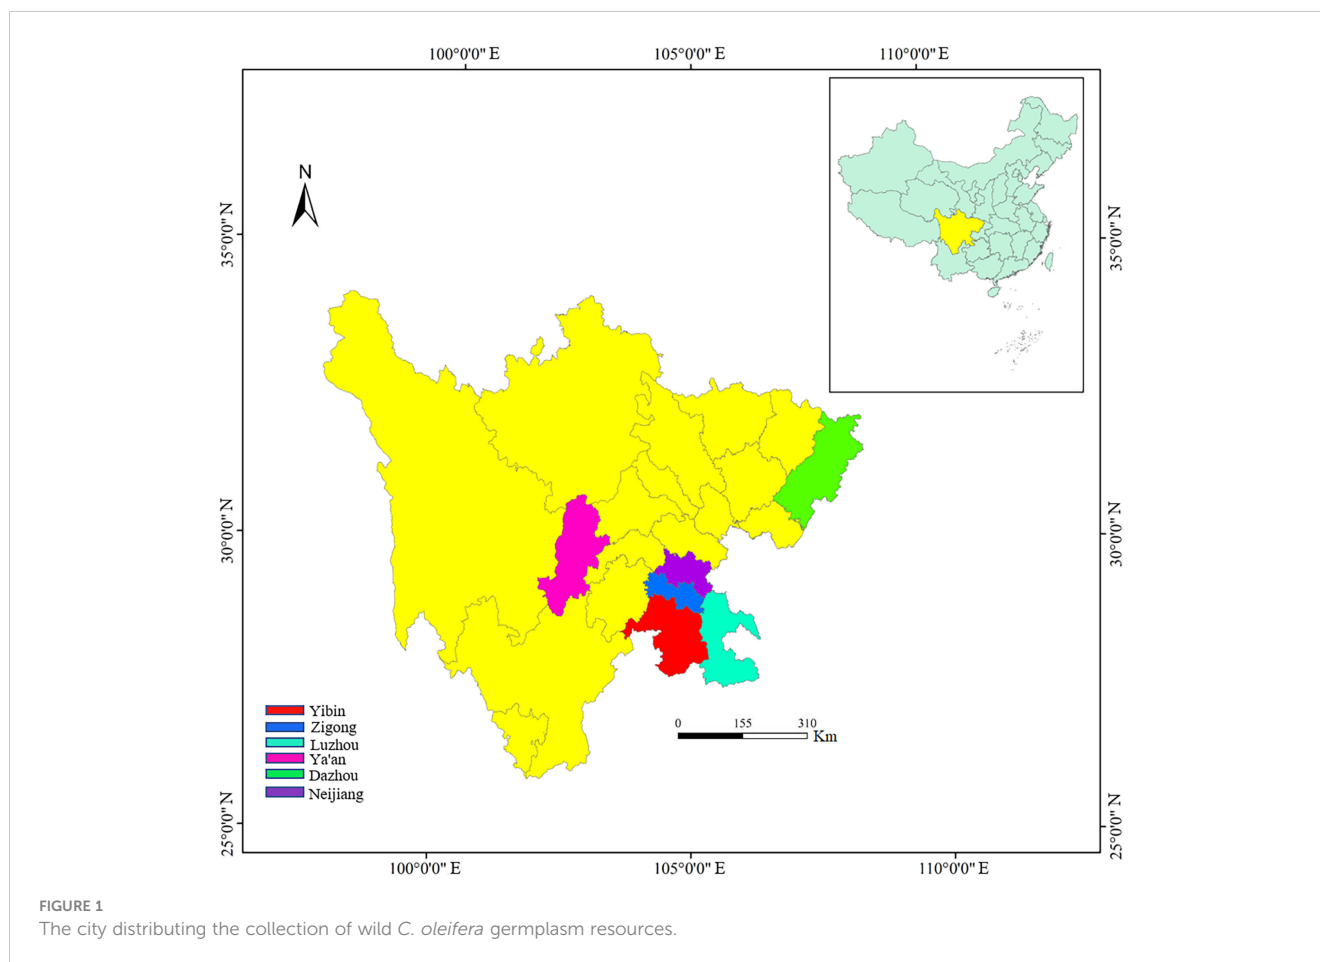 100°0'0" E 105°0'0" E 110°0'0" E
N
35°0'0" N
35°0'0" N
30°0'0" N
30°0'0" N
25°0'0" N
25°0'0" N
Yibin
Zigong
Luzhou
Ya'an
Dazhou
Neijiang
0 155 310
Km
100°0'0" E 105°0'0" E 110°0'0" E
FIGURE 1
The city distributing the collection of wild C. oleifera germplasm resources.